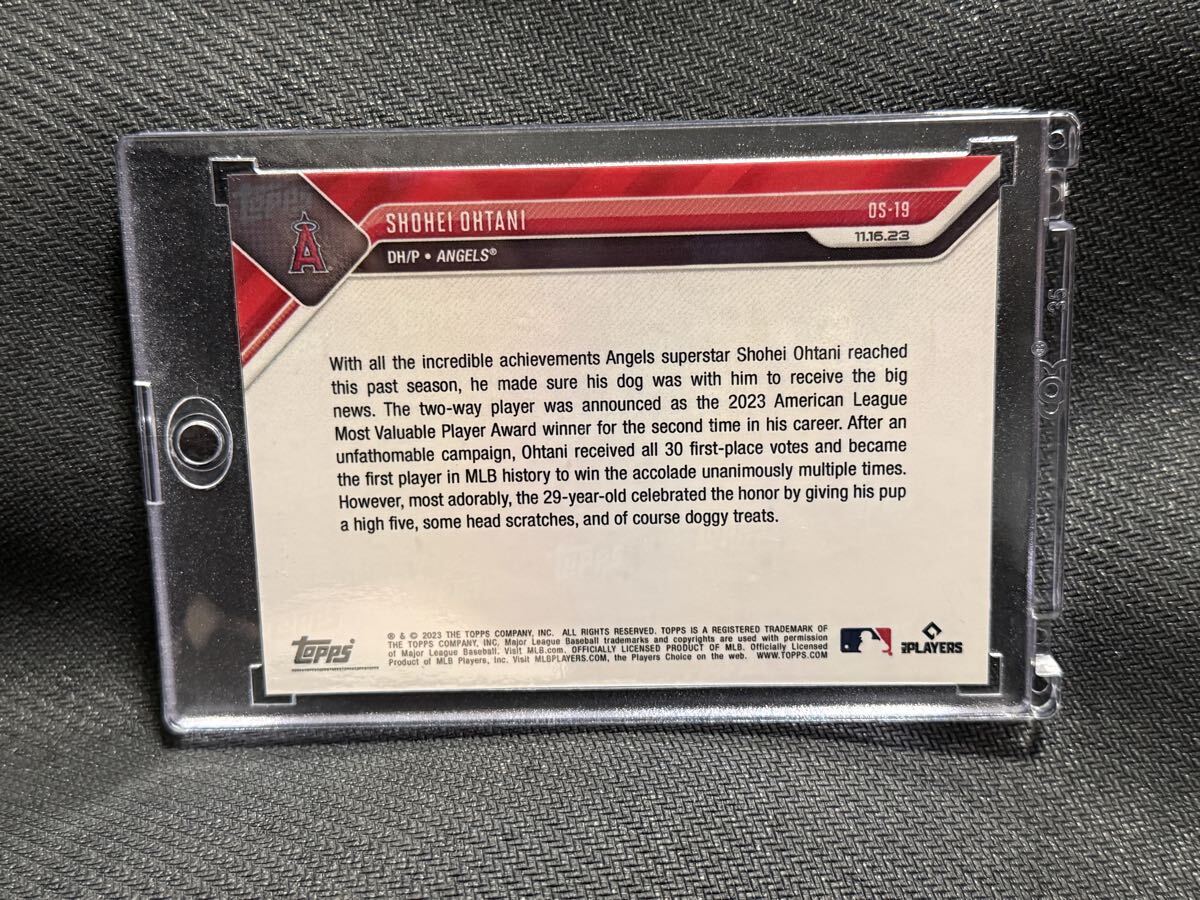 Topps
A
SHOHEI OHTANI
OS-19
11.16.23
DH/P • ANGELS®
With all the incredible achievements Angels superstar Shohei Ohtani reached
this past season, he made sure his dog was with him to receive the big
news. The two-way player was announced as the 2023 American League
Most Valuable Player Award winner for the second time in his career. After an
unfathomable campaign, Ohtani received all 30 first-place votes and became
the first player in MLB history to win the accolade unanimously multiple times.
However, most adorably, the 29-year-old celebrated the honor by giving his pup
a high five, some head scratches, and of course doggy treats.
Topps
Topps
® & © 2023 THE TOPPS COMPANY, INC. ALL RIGHTS RESERVED. TOPPS IS A REGISTERED TRADEMARK OF
THE TOPPS COMPANY, INC. Major League Baseball trademarks and copyrights are used with permission
of Major League Baseball. Visit MLB.com. OFFICIALLY LICENSED PRODUCT OF MLB. Officially Licensed
Product of MLB Players, Inc. Visit MLBPLAYERS.COM, the Players Choice on the web. WWW.TOPPS.COM
PLAYERS
35